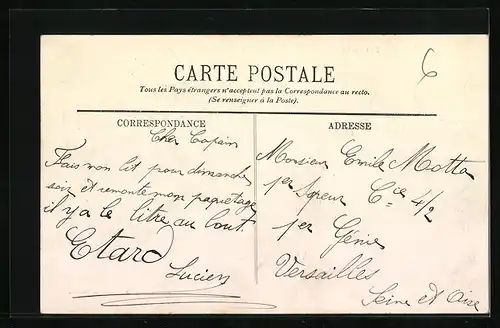 6
CARTE POSTALE
Tous les Pays étrangers n'acceptent pas la Correspondance au recto.
(Se renseigner à la Poste).
CORRESPONDANCE
Cher Copain
Fais mon lit pour dimanche
soir et remonte mon paquetage
il y a le litre au bout
Etard
Lucien
ADRESSE
Monsieur Emile Motta
1er Sapeur Cie 4/2
1er Génie
Versailles
Seine et Oise